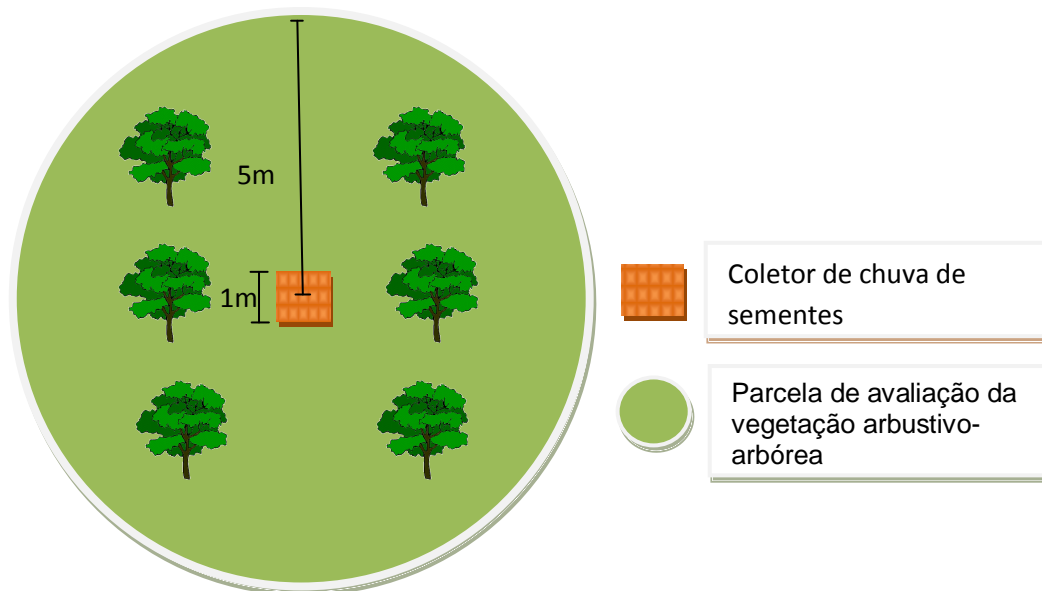 5m
1m
Coletor de chuva de
sementes
Parcela de avaliação da
vegetação arbustivo-
arbórea